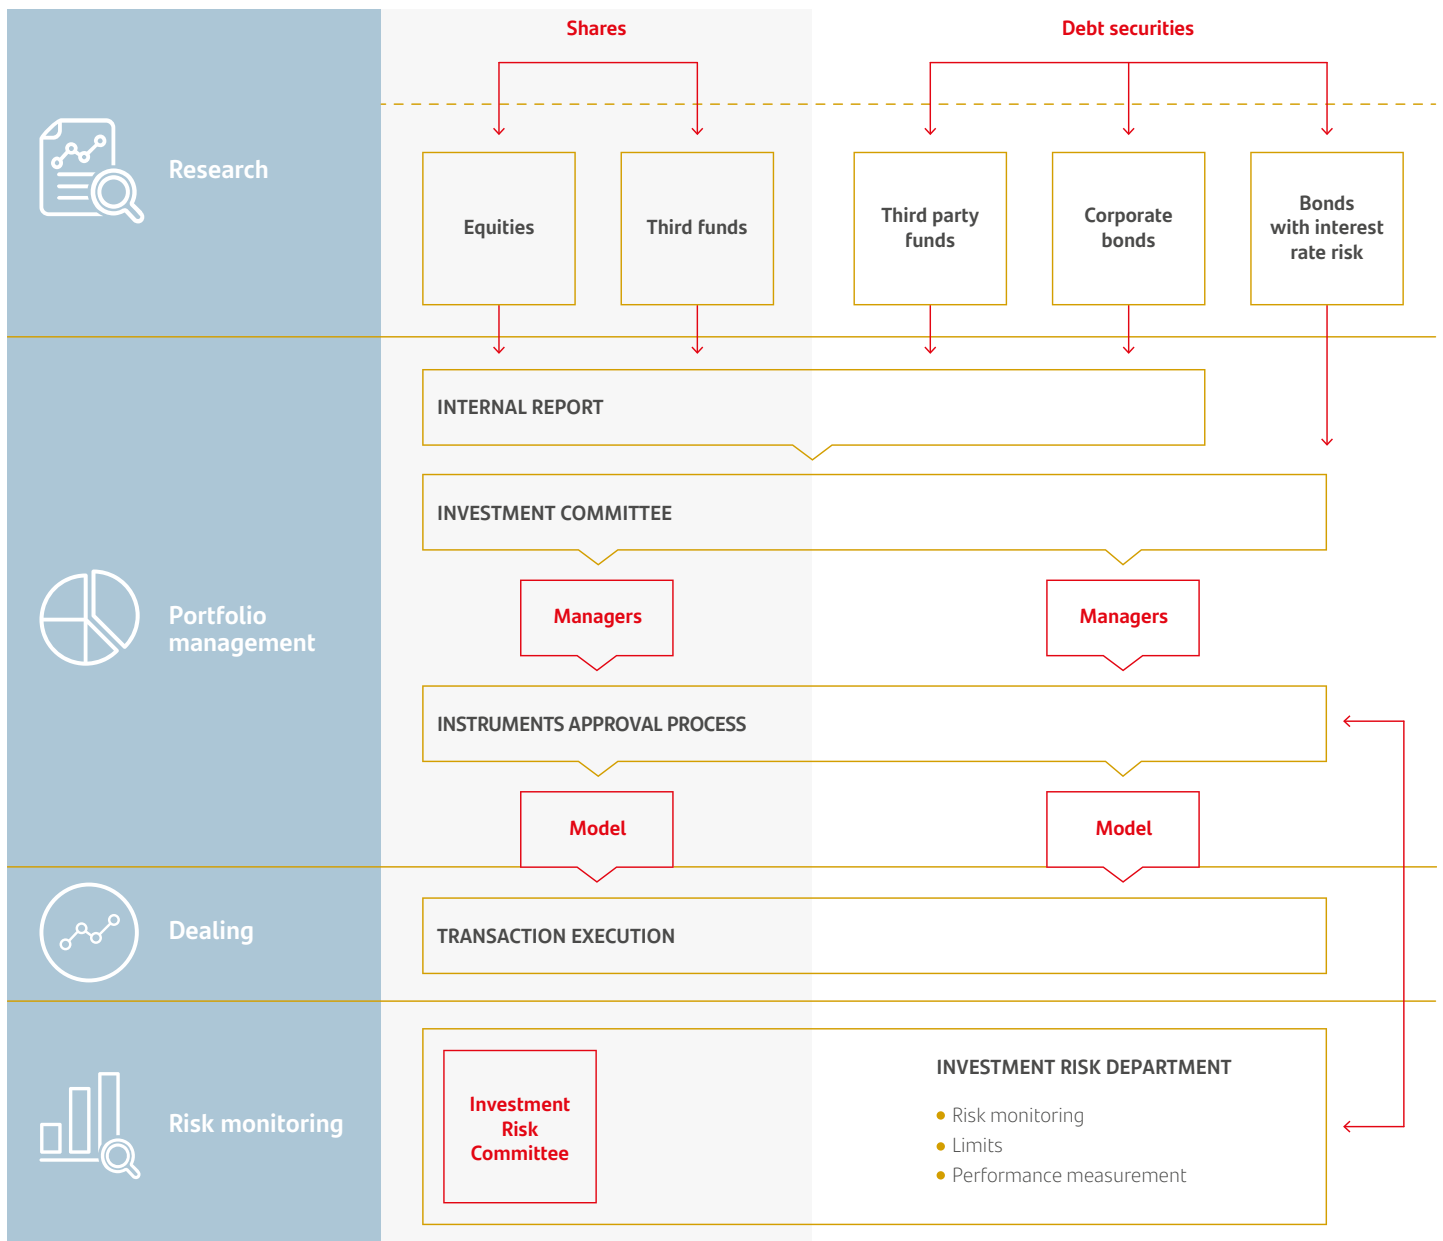 Shares
Debt securities
Research
Equities
Third funds
Third party
funds
Corporate
bonds
Bonds
with interest
rate risk
INTERNAL REPORT
INVESTMENT COMMITTEE
Portfolio
management
Managers
Managers
INSTRUMENTS APPROVAL PROCESS
Model
Model
Dealing
TRANSACTION EXECUTION
Risk monitoring
Investment
Risk
Committee
INVESTMENT RISK DEPARTMENT
Risk monitoring
Limits
Performance measurement